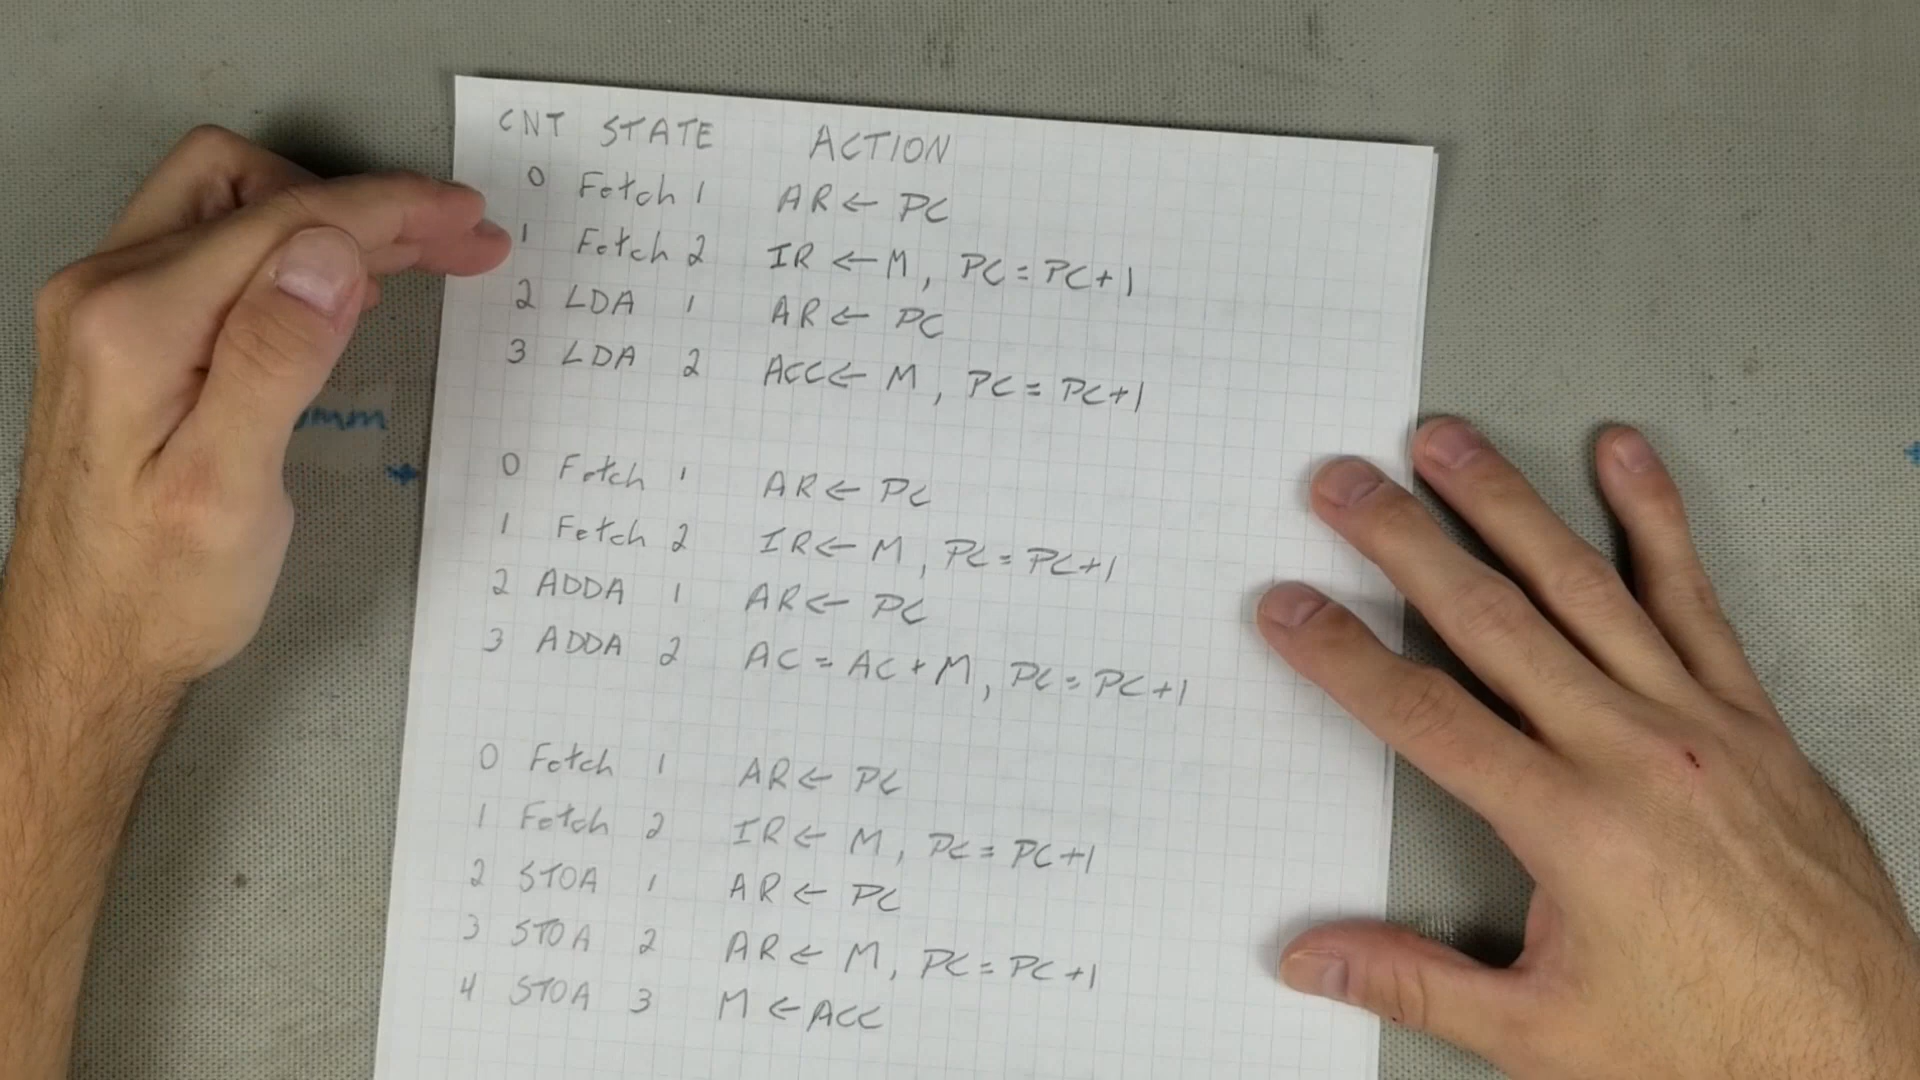 CNT STATE ACTION
0 Fetch 1 AR ← PC
1 Fetch 2 IR ← M, PC = PC+1
2 LDA 1 AR ← PC
3 LDA 2 ACC ← M, PC = PC+1
0 Fetch 1 AR ← PC
1 Fetch 2 IR ← M, PC = PC+1
2 ADDA 1 AR ← PC
3 ADDA 2 AC = AC + M, PC = PC+1
0 Fetch 1 AR ← PC
1 Fetch 2 IR ← M, PC = PC+1
2 STOA 1 AR ← PC
3 STOA 2 AR ← M, PC = PC+1
4 STOA 3 M ← ACC